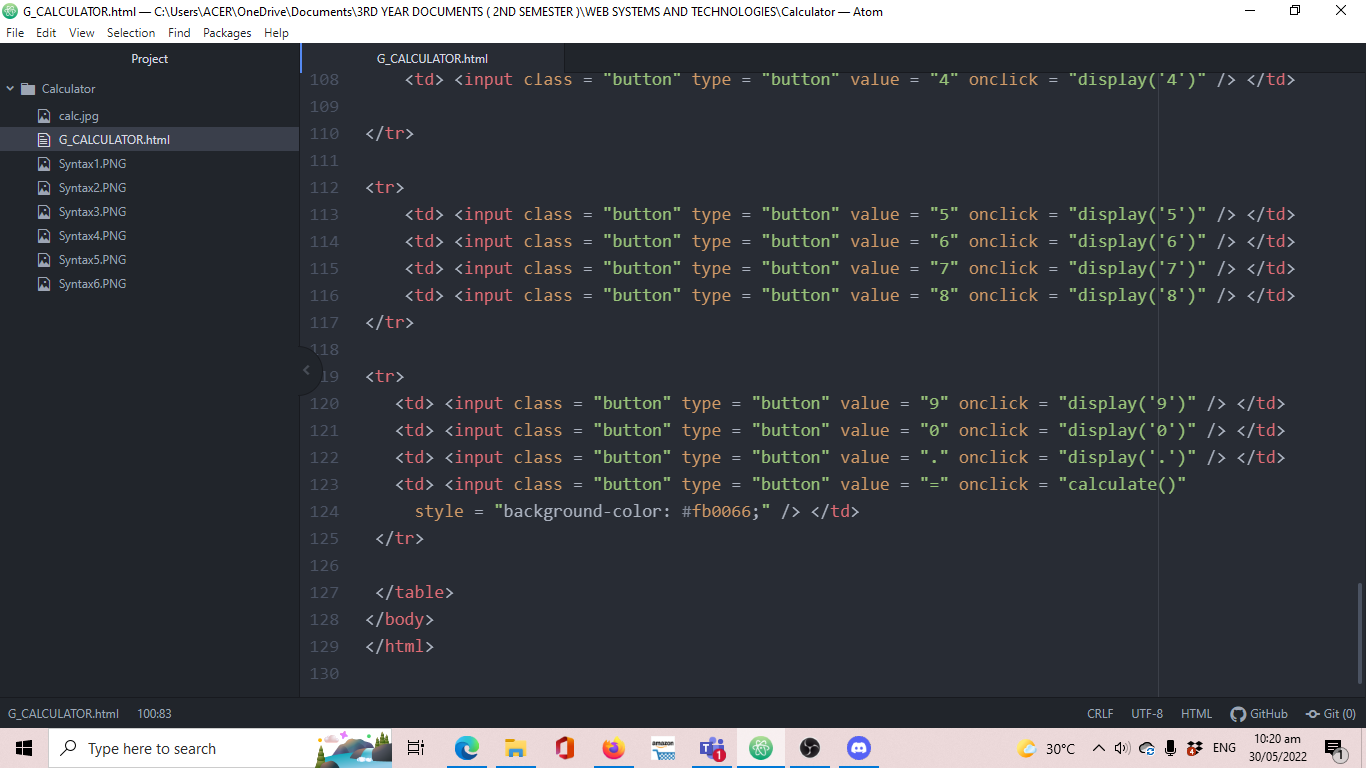 G_CALCULATOR.html — C:\Users\ACER\OneDrive\Documents\3RD YEAR DOCUMENTS ( 2ND SEMESTER )\WEB SYSTEMS AND TECHNOLOGIES\Calculator — Atom
File Edit View Selection Find Packages Help
Project
G_CALCULATOR.html
Calculator
calc.jpg
G_CALCULATOR.html
Syntax1.PNG
Syntax2.PNG
Syntax3.PNG
Syntax4.PNG
Syntax5.PNG
Syntax6.PNG
108 <td> <input class = "button" type = "button" value = "4" onclick = "display('4')" /> </td>
109
110 </tr>
111
112 <tr>
113 <td> <input class = "button" type = "button" value = "5" onclick = "display('5')" /> </td>
114 <td> <input class = "button" type = "button" value = "6" onclick = "display('6')" /> </td>
115 <td> <input class = "button" type = "button" value = "7" onclick = "display('7')" /> </td>
116 <td> <input class = "button" type = "button" value = "8" onclick = "display('8')" /> </td>
117 </tr>
118
19 <tr>
120 <td> <input class = "button" type = "button" value = "9" onclick = "display('9')" /> </td>
121 <td> <input class = "button" type = "button" value = "0" onclick = "display('0')" /> </td>
122 <td> <input class = "button" type = "button" value = "." onclick = "display('.')" /> </td>
123 <td> <input class = "button" type = "button" value = "=" onclick = "calculate()"
124 style = "background-color: #fb0066;" /> </td>
125 </tr>
126
127 </table>
128 </body>
129 </html>
130
G_CALCULATOR.html 100:83 CRLF UTF-8 HTML GitHub Git (0)
Type here to search
amazon
1
30°C
4
ENG
10:20 am
30/05/2022
1